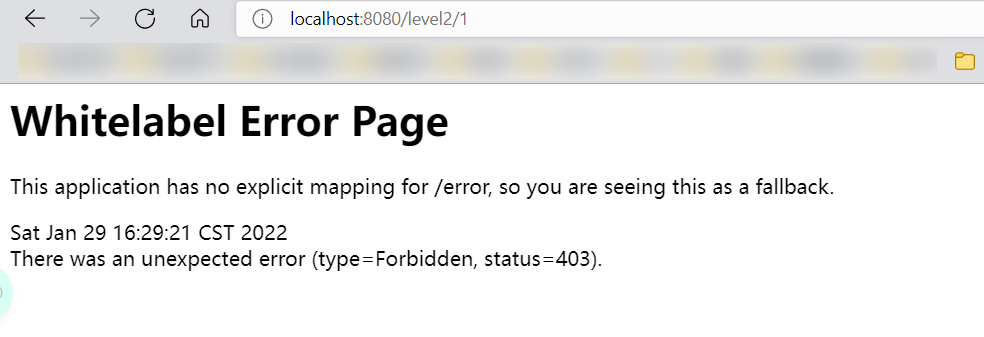 localhost:8080/level2/1
Whitelabel Error Page
This application has no explicit mapping for /error, so you are seeing this as a fallback.
Sat Jan 29 16:29:21 CST 2022
There was an unexpected error (type=Forbidden, status=403).